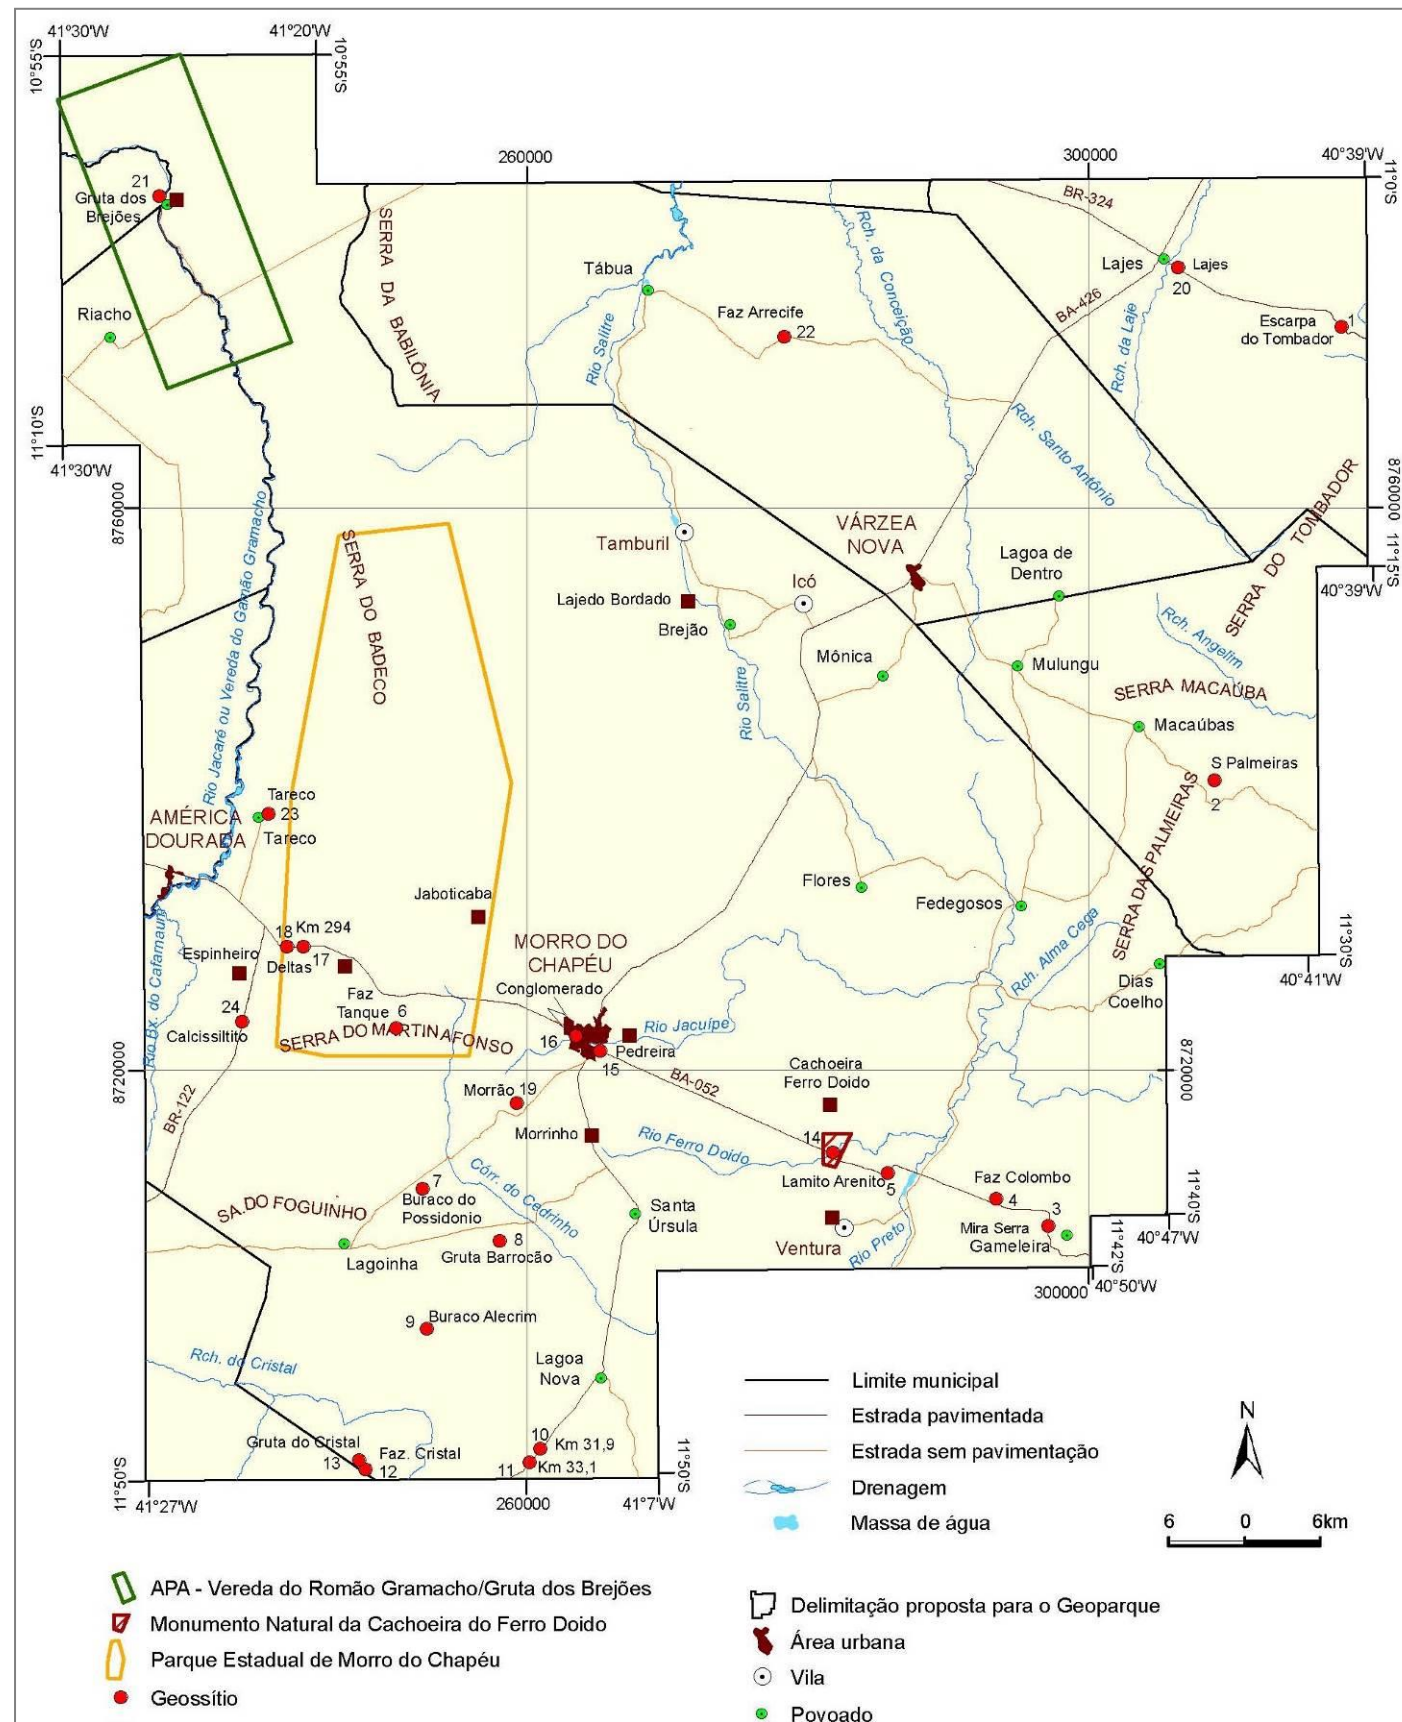 41°30'W
41°20'W
10°55'S
10°55'S
260000
300000
40°39'W
11°0'S
21
Gruta dos
Brejões
SERRA DA BABILÔNIA
BR-324
Rch. da Conceição
Tábua
Lajes
Lajes
20
Riacho
Faz Arrecife
22
Rio Salitre
BA-426
Rch. da Laje
Escarpa
do Tombador
1
11°10'S
41°30'W
Rch. Santo Antônio
8760000
8760000
SERRA DO TOMBADOR
11°15'S
40°39'W
Rio Jacaré ou Vereda do Gamão Gramacho
SERRA DO BADECO
Tamburil
VÁRZEA
NOVA
Lagoa de
Dentro
Icó
Lajedo Bordado
Brejão
Rch. Angelim
Mônica
Mulungu
SERRA MACAÚBA
Rio Salitre
Macaúbas
S Palmeiras
2
Tareco
23
Tareco
AMÉRICA
DOURADA
SERRA DAS PALMEIRAS
Jaboticaba
Flores
Fedegosos
18
Km 294
Deltas
17
Espinheiro
MORRO DO
CHAPÉU
Conglomerado
Rch. Alma Cega
11°30'S
40°41'W
Dias
Coelho
Rio Bx. do Cafarnaum
Faz
Tanque
6
24
Calcissiltito
SERRA DO MARTIN AFONSO
16
Rio Jacuípe
Pedreira
15
8720000
8720000
BR-122
BA-052
Cachoeira
Ferro Doido
Morrão 19
Morrinho
Rio Ferro Doido
14
Lamito Arenito
5
Faz Colombo
4
3
Mira Serra
Gameleira
SA.DO FOGUINHO
7
Buraco do
Possidonio
Córr. do Cedrinho
Santa
Úrsula
Ventura
Rio Preto
11°40'S
40°47'W
11°42'S
300000
40°50'W
Lagoinha
8
Gruta Barrocão
9
Buraco Alecrim
Rch. do Cristal
Lagoa
Nova
Gruta do Cristal
13
Faz. Cristal
12
10
Km 31,9
11
Km 33,1
11°50'S
41°27'W
260000
41°7'W
11°50'S
Limite municipal
Estrada pavimentada
Estrada sem pavimentação
Drenagem
Massa de água
N
6 0 6km
APA - Vereda do Romão Gramacho/Gruta dos Brejões
Monumento Natural da Cachoeira do Ferro Doido
Parque Estadual de Morro do Chapéu
Geossítio
Delimitação proposta para o Geoparque
Área urbana
Vila
Povoado